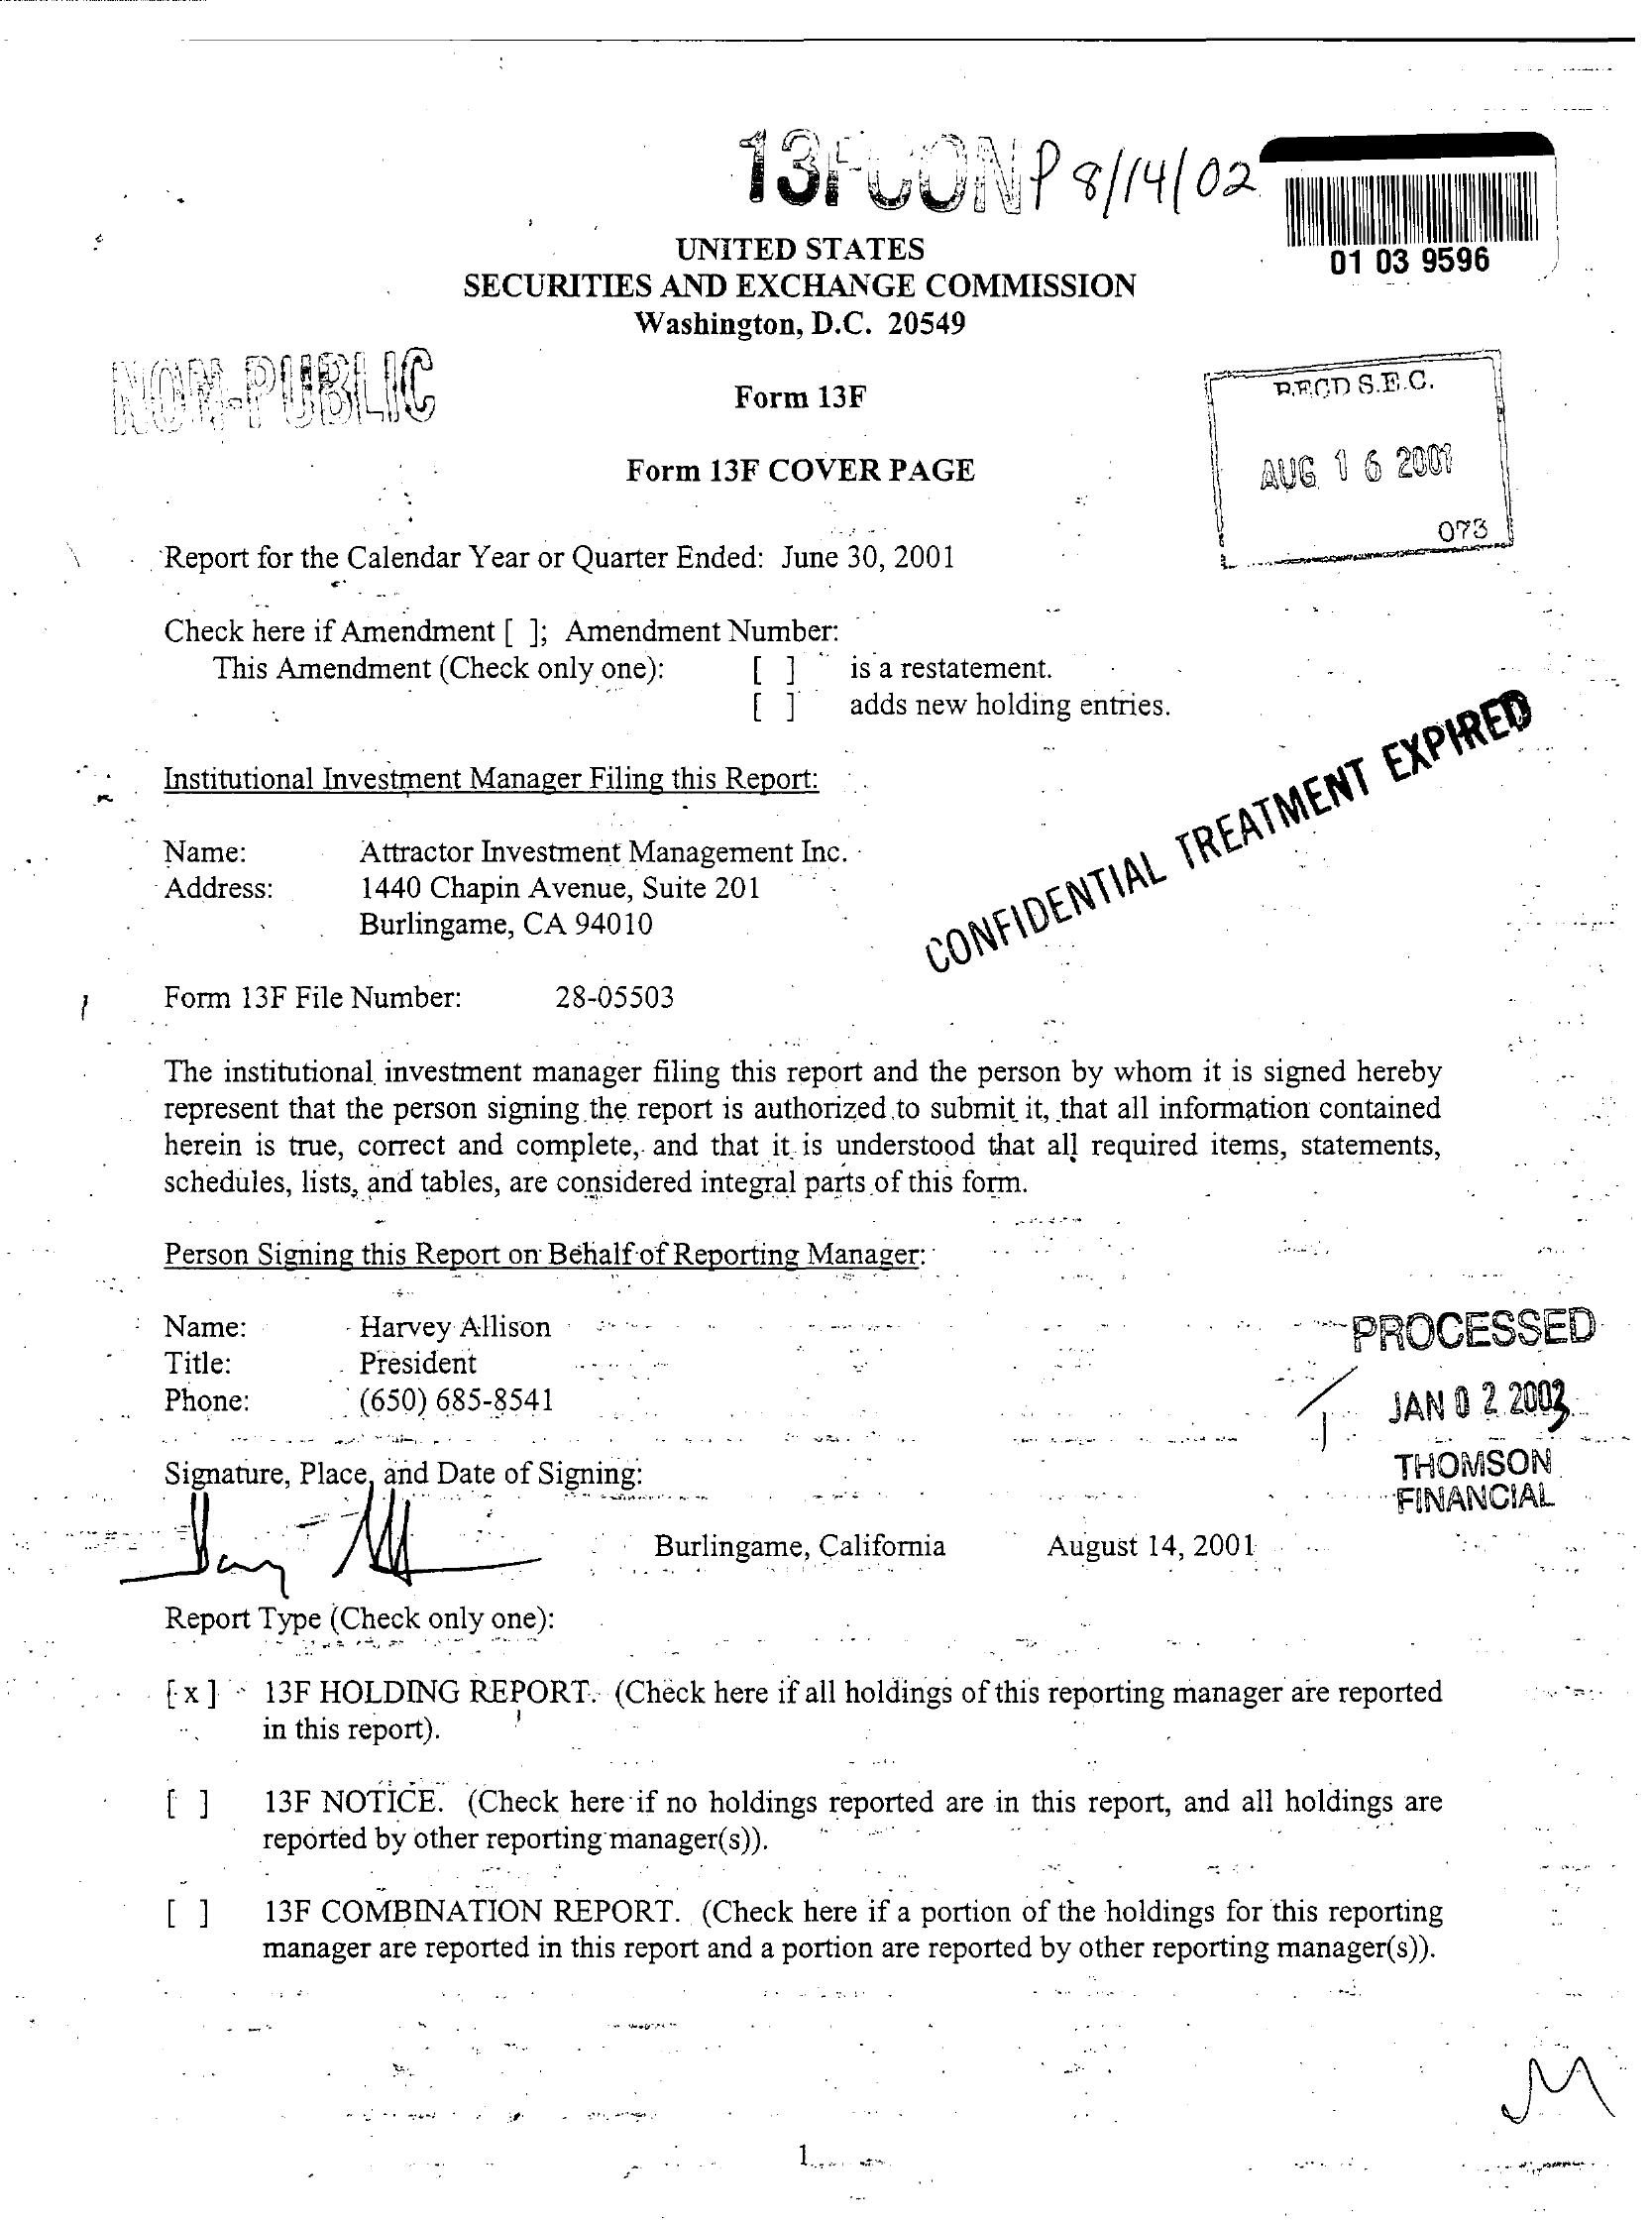 13FCONP 8/14/02
01 03 9596
UNITED STATES
SECURITIES AND EXCHANGE COMMISSION
Washington, D.C. 20549
NON-PUBLIC
Form 13F
REC'D S.E.C.
AUG 16 2001
073
Form 13F COVER PAGE
Report for the Calendar Year or Quarter Ended: June 30, 2001
Check here if Amendment [ ]; Amendment Number:
This Amendment (Check only one): [ ] is a restatement.
[ ] adds new holding entries.
CONFIDENTIAL TREATMENT EXPIRED
Institutional Investment Manager Filing this Report:
Name: Attractor Investment Management Inc.
Address: 1440 Chapin Avenue, Suite 201
Burlingame, CA 94010
Form 13F File Number: 28-05503
The institutional investment manager filing this report and the person by whom it is signed hereby
represent that the person signing the report is authorized to submit it, that all information contained
herein is true, correct and complete, and that it is understood that all required items, statements,
schedules, lists, and tables, are considered integral parts of this form.
Person Signing this Report on Behalf of Reporting Manager:
Name: Harvey Allison
Title: President
Phone: (650) 685-8541
PROCESSED
JAN 02 2003
THOMSON
FINANCIAL
Signature, Place, and Date of Signing:
Burlingame, California August 14, 2001
Report Type (Check only one):
[x] 13F HOLDING REPORT. (Check here if all holdings of this reporting manager are reported
in this report).
[ ] 13F NOTICE. (Check here if no holdings reported are in this report, and all holdings are
reported by other reporting manager(s)).
[ ] 13F COMBINATION REPORT. (Check here if a portion of the holdings for this reporting
manager are reported in this report and a portion are reported by other reporting manager(s)).
1